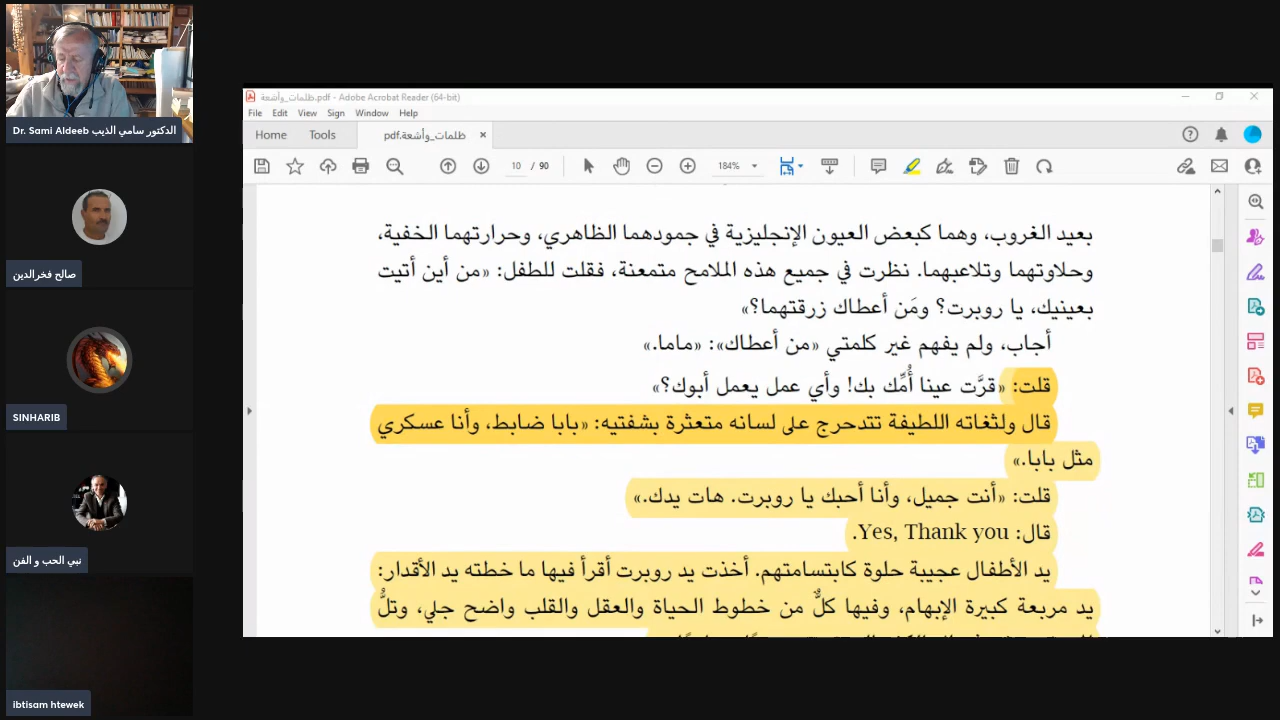 Dr. Sami Aldeeb الدكتور سامي الذيب
صالح فخرالدين
SINHARIB
نبي الحب و الفن
ibtisam htewek
ظلمات_وأشعة.pdf - Adobe Acrobat Reader (64-bit)
File Edit View Sign Window Help
Home Tools ظلمات_وأشعة.pdf
10 / 90 184%
بعيد الغروب، وهما كبعض العيون الإنجليزية في جمودهما الظاهري، وحرارتهما الخفية،
وحلاوتهما وتلاعبهما. نظرت في جميع هذه الملامح متمعنة، فقلت للطفل: «من أين أتيت
بعينيك، يا روبرت؟ ومَن أعطاك زرقتهما؟»
أجاب، ولم يفهم غير كلمتي «من أعطاك»: «ماما.»
قلت: «قرَّت عينا أُمِّك بك! وأي عمل يعمل أبوك؟»
قال ولثغاته اللطيفة تتدحرج على لسانه متعثرة بشفتيه: «بابا ضابط، وأنا عسكري
مثل بابا.»
قلت: «أنت جميل، وأنا أحبك يا روبرت. هات يدك.»
قال: Yes, Thank you.
يد الأطفال عجيبة حلوة كابتسامتهم. أخذت يد روبرت أقرأ فيها ما خطته يد الأقدار:
يد مربعة كبيرة الإبهام، وفيها كلٌّ من خطوط الحياة والعقل والقلب واضح جلي، وتلُّ